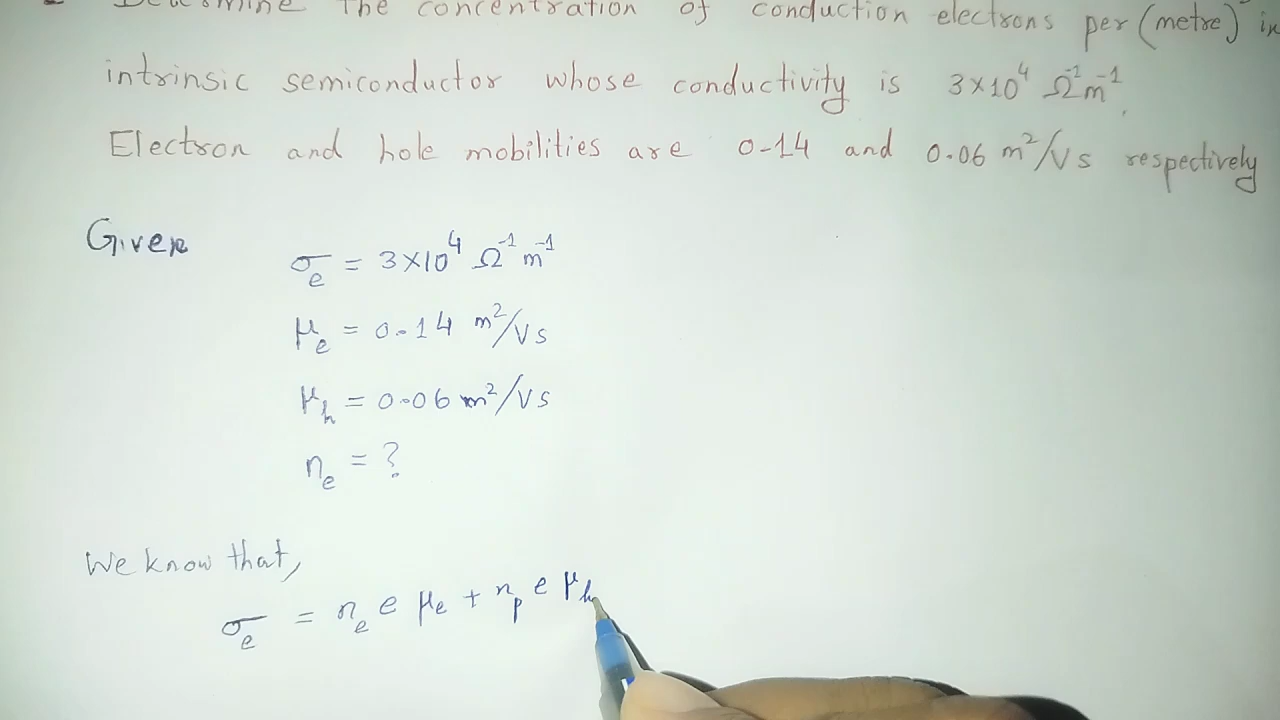 Determine the concentration of conduction electrons per (metre) in
intrinsic semiconductor whose conductivity is 3×10⁴ Ω⁻¹m⁻¹.
Electron and hole mobilities are 0.14 and 0.06 m²/Vs respectively
Given
σₑ = 3×10⁴ Ω⁻¹ m⁻¹
μₑ = 0.14 m²/Vs
μₕ = 0.06 m²/Vs
nₑ = ?
We know that,
σₑ = nₑ e μₑ + nₚ e μₕ